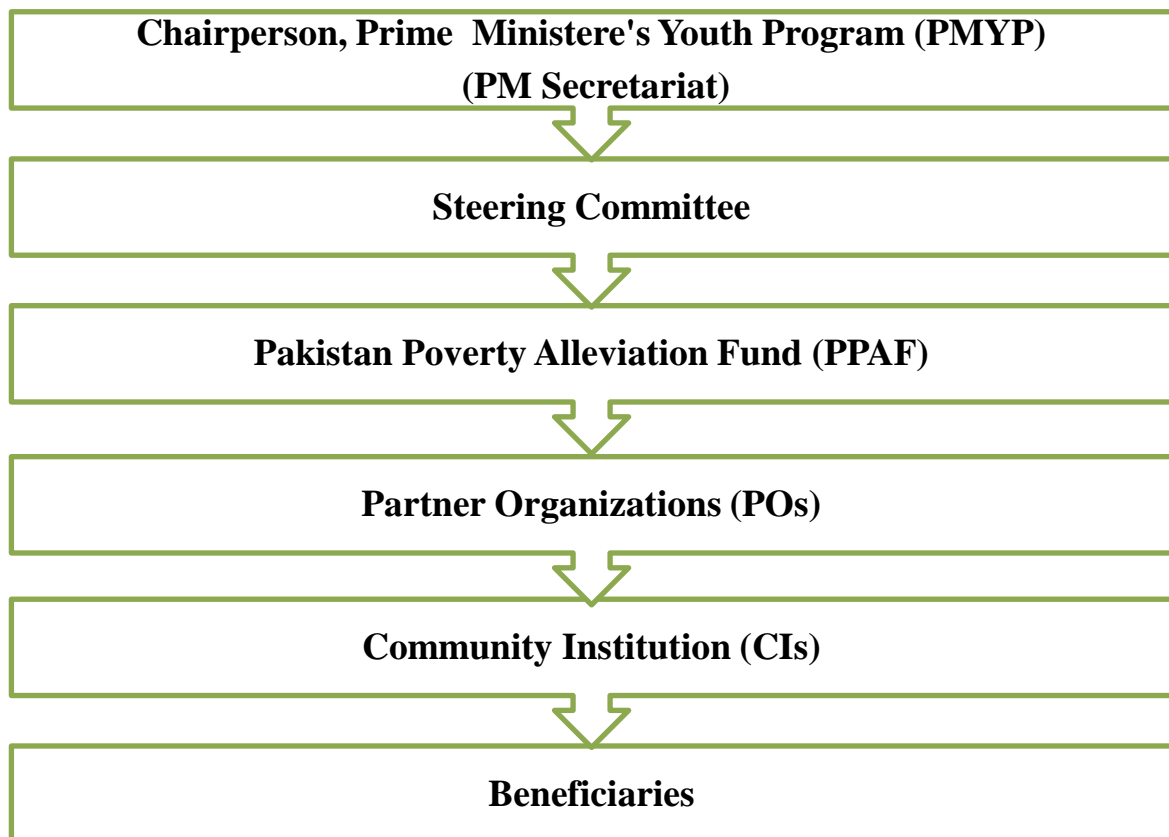 Chairperson, Prime  Ministere's Youth Program (PMYP)
(PM Secretariat)
Steering Committee
Pakistan Poverty Alleviation Fund (PPAF)
Partner Organizations (POs)
Community Institution (CIs)
Beneficiaries